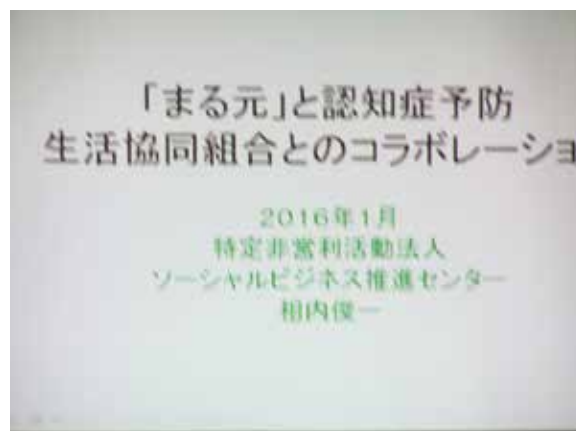 「まる元」と認知症予防
生活協同組合とのコラボレーショ
2016年1月
特定非営利活動法人
ソーシャルビジネス推進センター
相内俊一